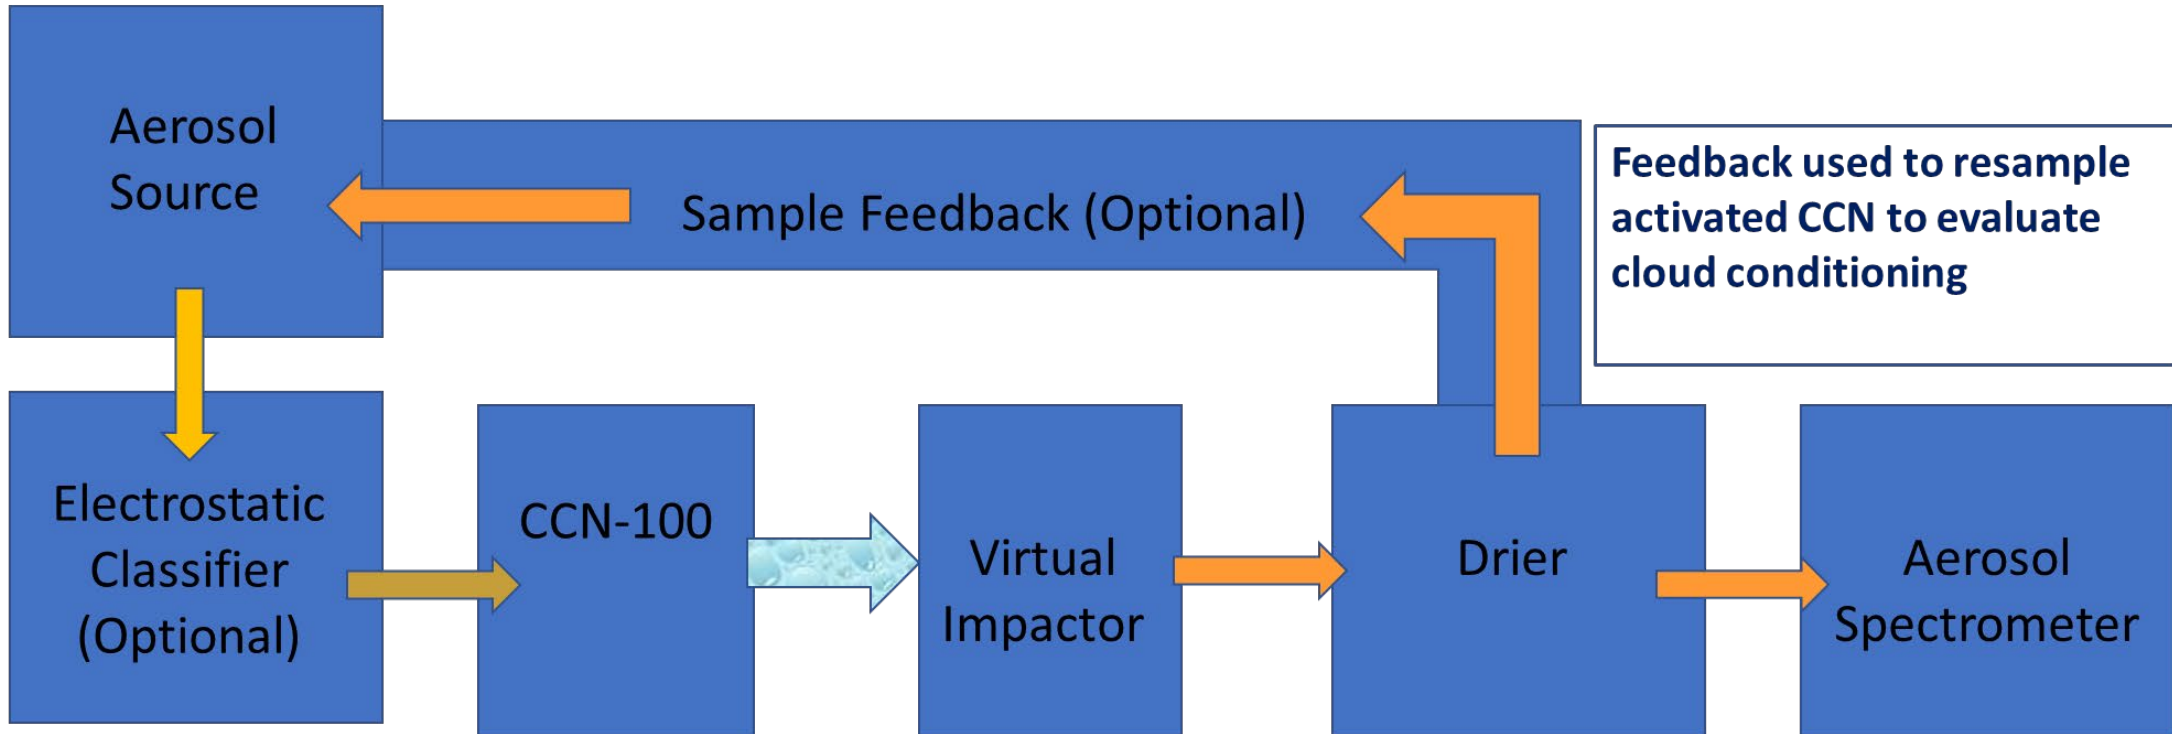 Aerosol
Source
Sample Feedback (Optional)
Feedback used to resample
activated CCN to evaluate
cloud conditioning
Electrostatic
Classifier
(Optional)
CCN-100
Virtual
Impactor
Drier
Aerosol
Spectrometer